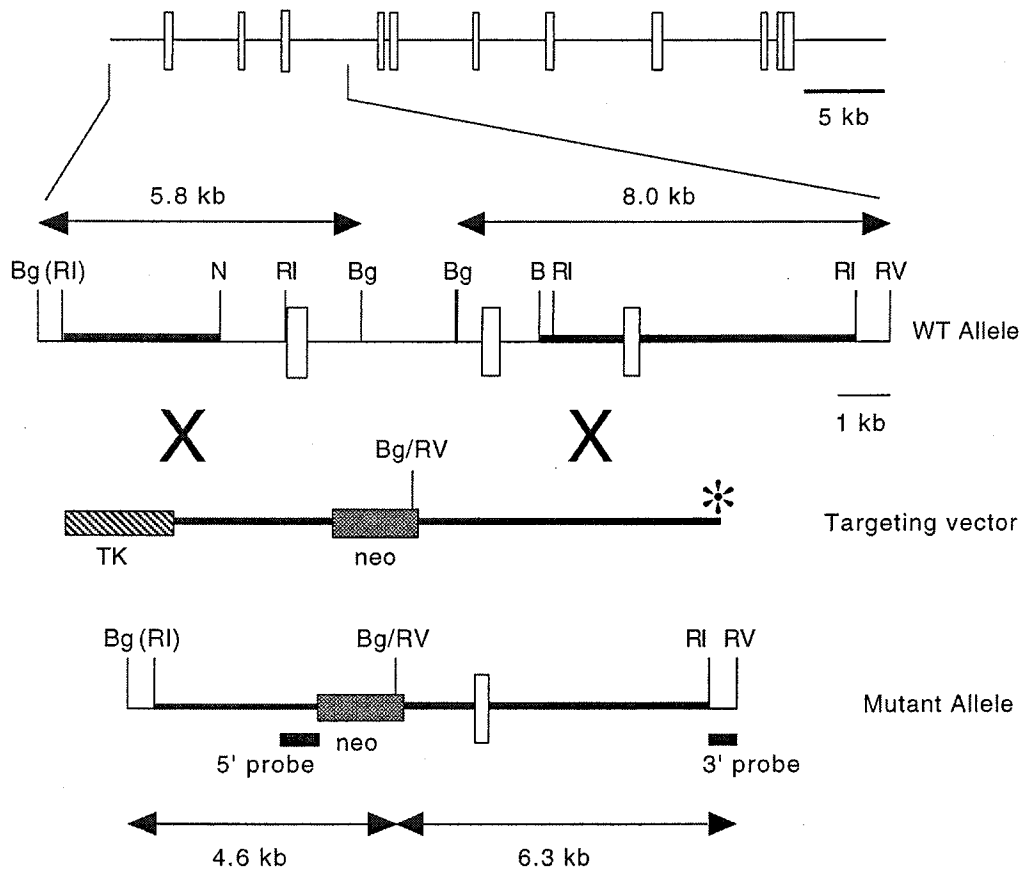 5 kb
5.8 kb 8.0 kb
Bg (RI) N RI Bg Bg B RI RI RV
WT Allele
1 kb
X X
Bg/RV
*
Targeting vector
TK neo
Bg (RI) Bg/RV RI RV
Mutant Allele
neo
5' probe 3' probe
4.6 kb 6.3 kb